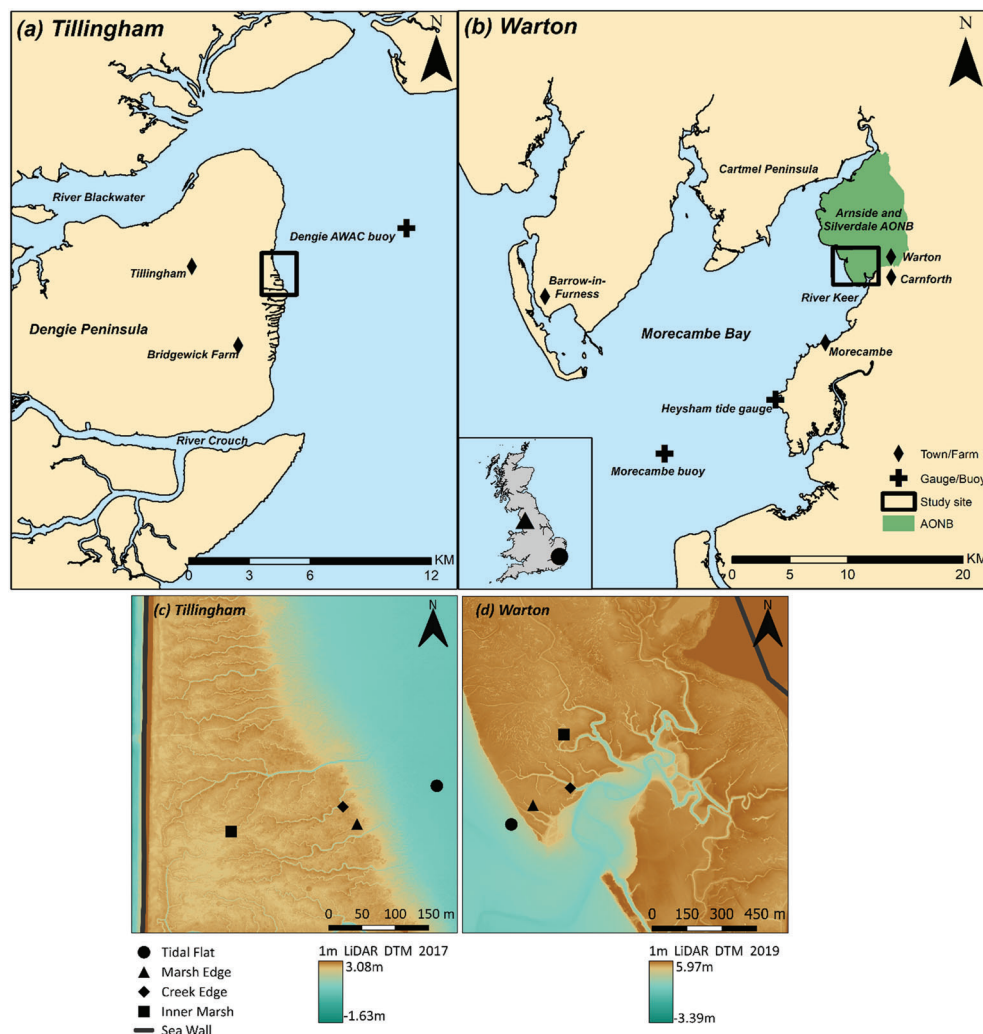 (a) Tillingham
N
River Blackwater
Dengie AWAC buoy
Tillingham
Dengie Peninsula
Bridgewick Farm
River Crouch
KM
0 3 6 12
(b) Warton
N
Cartmel Peninsula
Arnside and
Silverdale AONB
Warton
Carnforth
River Keer
Barrow-in-
Furness
Morecambe Bay
Morecambe
Heysham tide gauge
Morecambe buoy
Town/Farm
Gauge/Buoy
Study site
AONB
KM
0 5 10 20
(c) Tillingham
N
0 50 100 150 m
(d) Warton
N
0 150 300 450 m
Tidal Flat
Marsh Edge
Creek Edge
Inner Marsh
Sea Wall
1m LiDAR DTM 2017
3.08m
-1.63m
1m LiDAR DTM 2019
5.97m
-3.39m